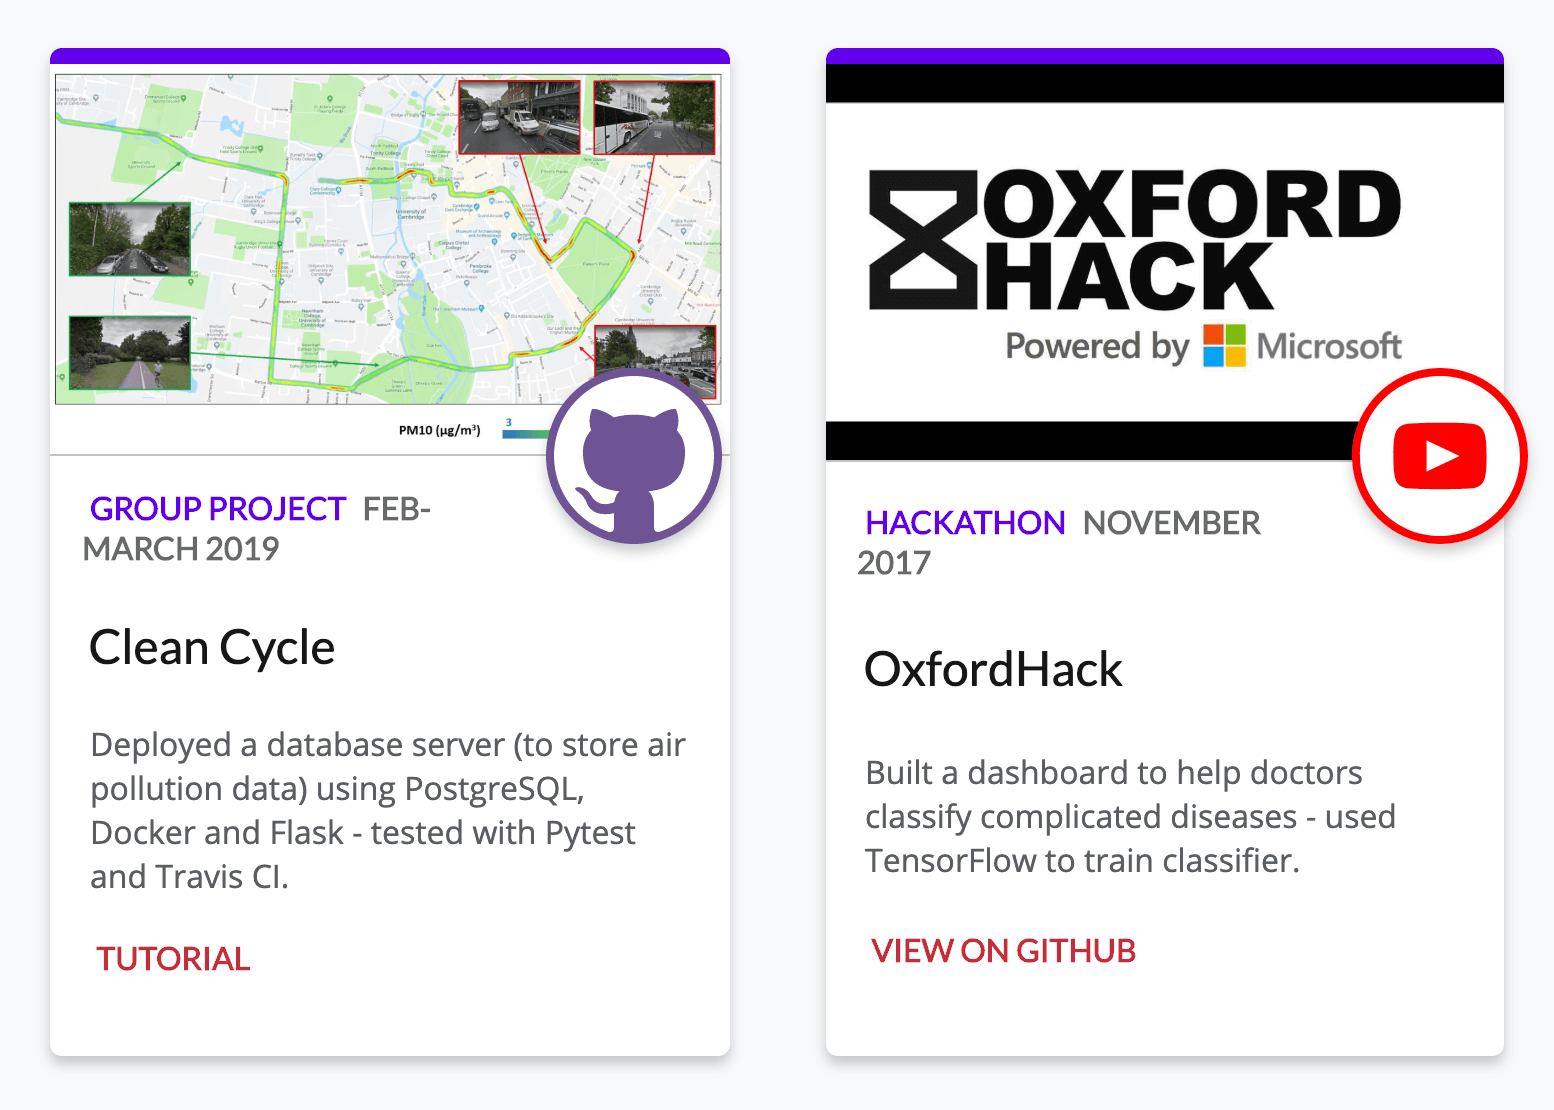 PM10 (µg/m³)
3
GROUP PROJECT FEB-
MARCH 2019
Clean Cycle
Deployed a database server (to store air
pollution data) using PostgreSQL,
Docker and Flask - tested with Pytest
and Travis CI.
TUTORIAL
OXFORD
HACK
Powered by Microsoft
HACKATHON NOVEMBER
2017
OxfordHack
Built a dashboard to help doctors
classify complicated diseases - used
TensorFlow to train classifier.
VIEW ON GITHUB